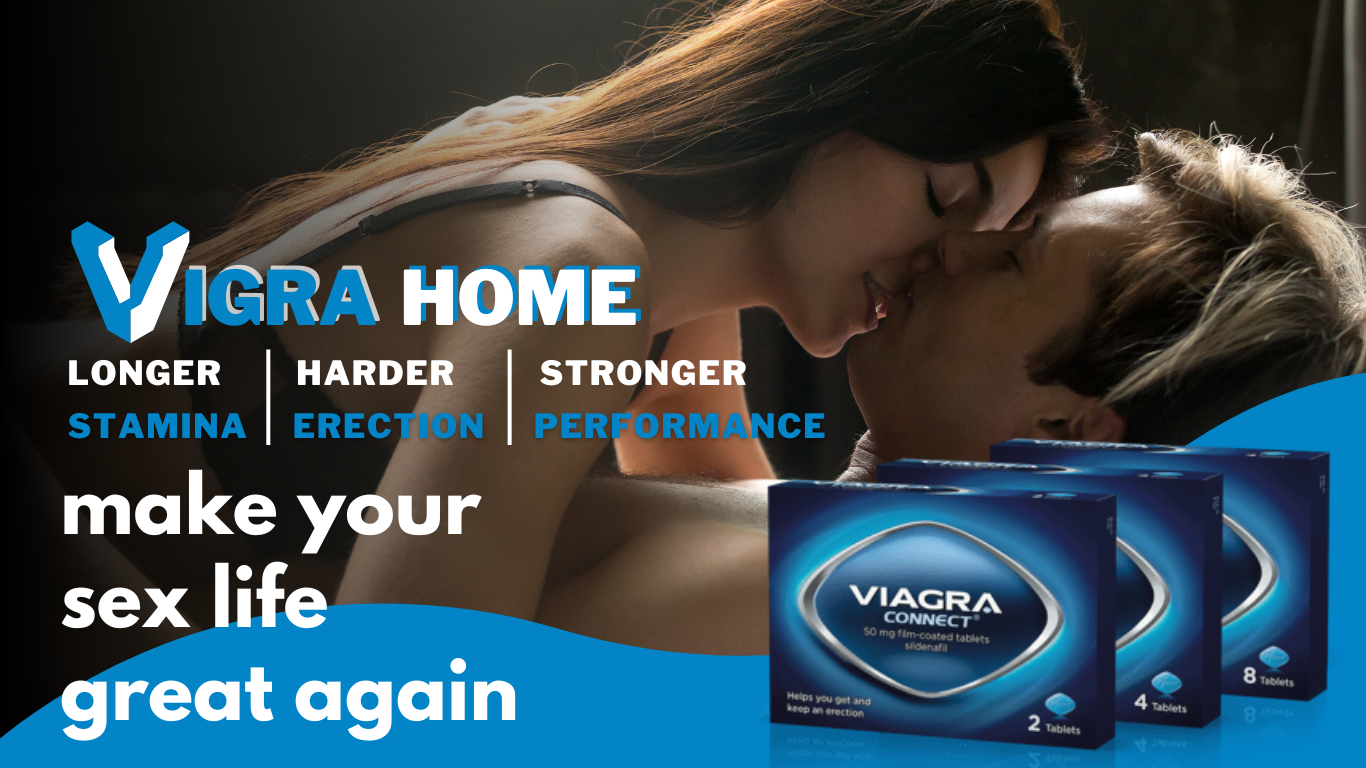 VIGRA HOME
LONGER HARDER STRONGER
STAMINA ERECTION PERFORMANCE
make your
sex life
great again
VIAGRA
CONNECT®
50 mg film-coated tablets
sildenafil
Helps you get and
keep an erection
2 Tablets
4 Tablets
8 Tablets